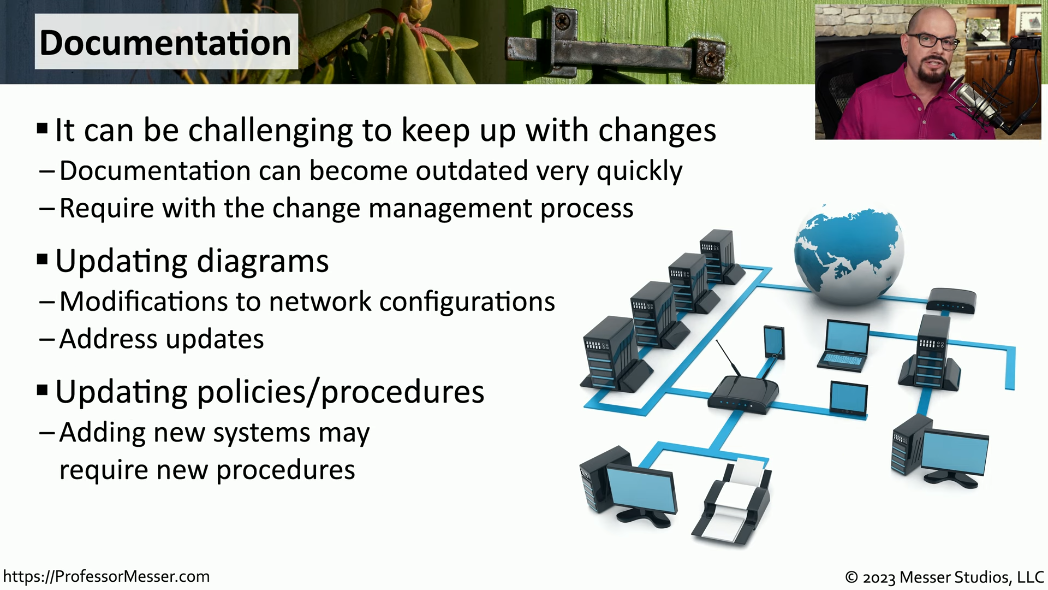 Documentation
▪ It can be challenging to keep up with changes
– Documentation can become outdated very quickly
– Require with the change management process
▪ Updating diagrams
– Modifications to network configurations
– Address updates
▪ Updating policies/procedures
– Adding new systems may
require new procedures
https://ProfessorMesser.com
© 2023 Messer Studios, LLC